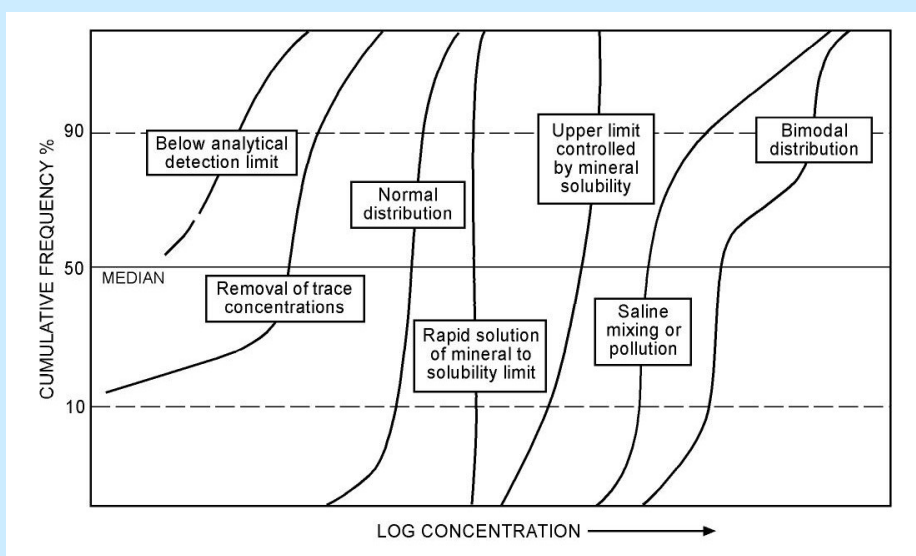 CUMULATIVE FREQUENCY %
90
50
10
MEDIAN
Below analytical
detection limit
Removal of trace
concentrations
Normal
distribution
Rapid solution
of mineral to
solubility limit
Upper limit
controlled
by mineral
solubility
Saline
mixing or
pollution
Bimodal
distribution
LOG CONCENTRATION